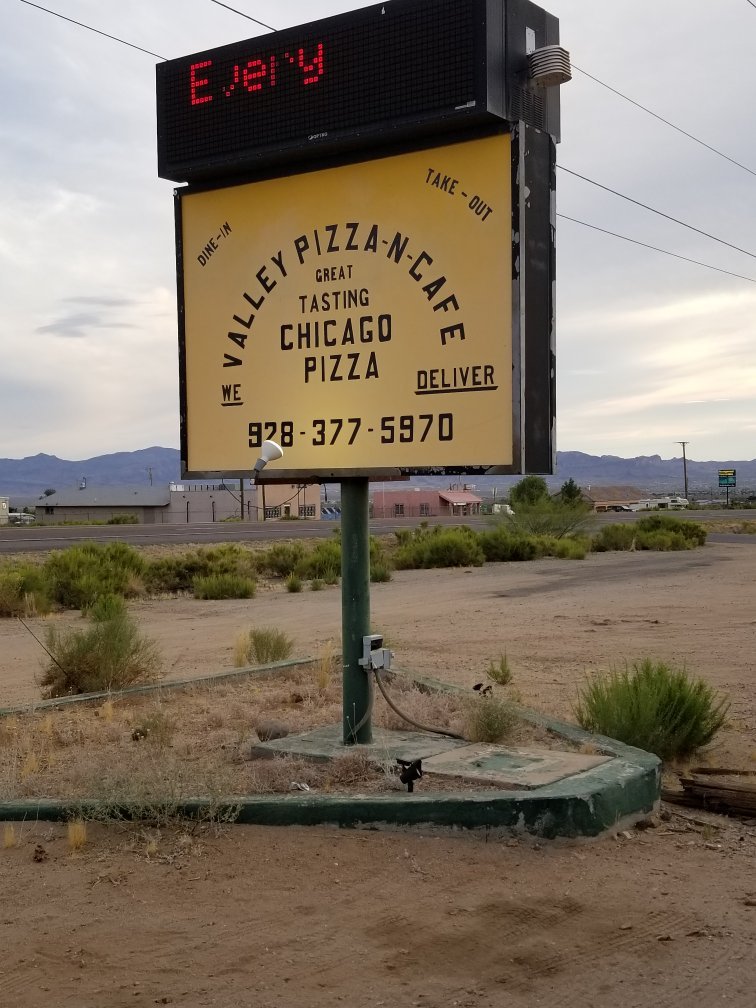 Every
DINE-IN
TAKE-OUT
VALLEY PIZZA-N-CAFE
GREAT
TASTING
CHICAGO
PIZZA
WE DELIVER
928-377-5970